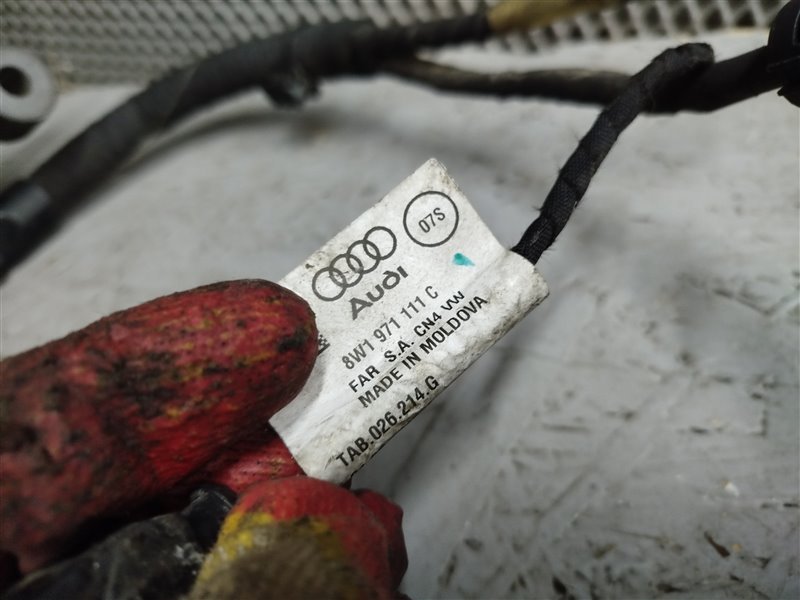 07S
Audi
8W1 971 111 C
FAR S.A. CN4 VW
MADE IN MOLDOVA
TAB.026.214.G